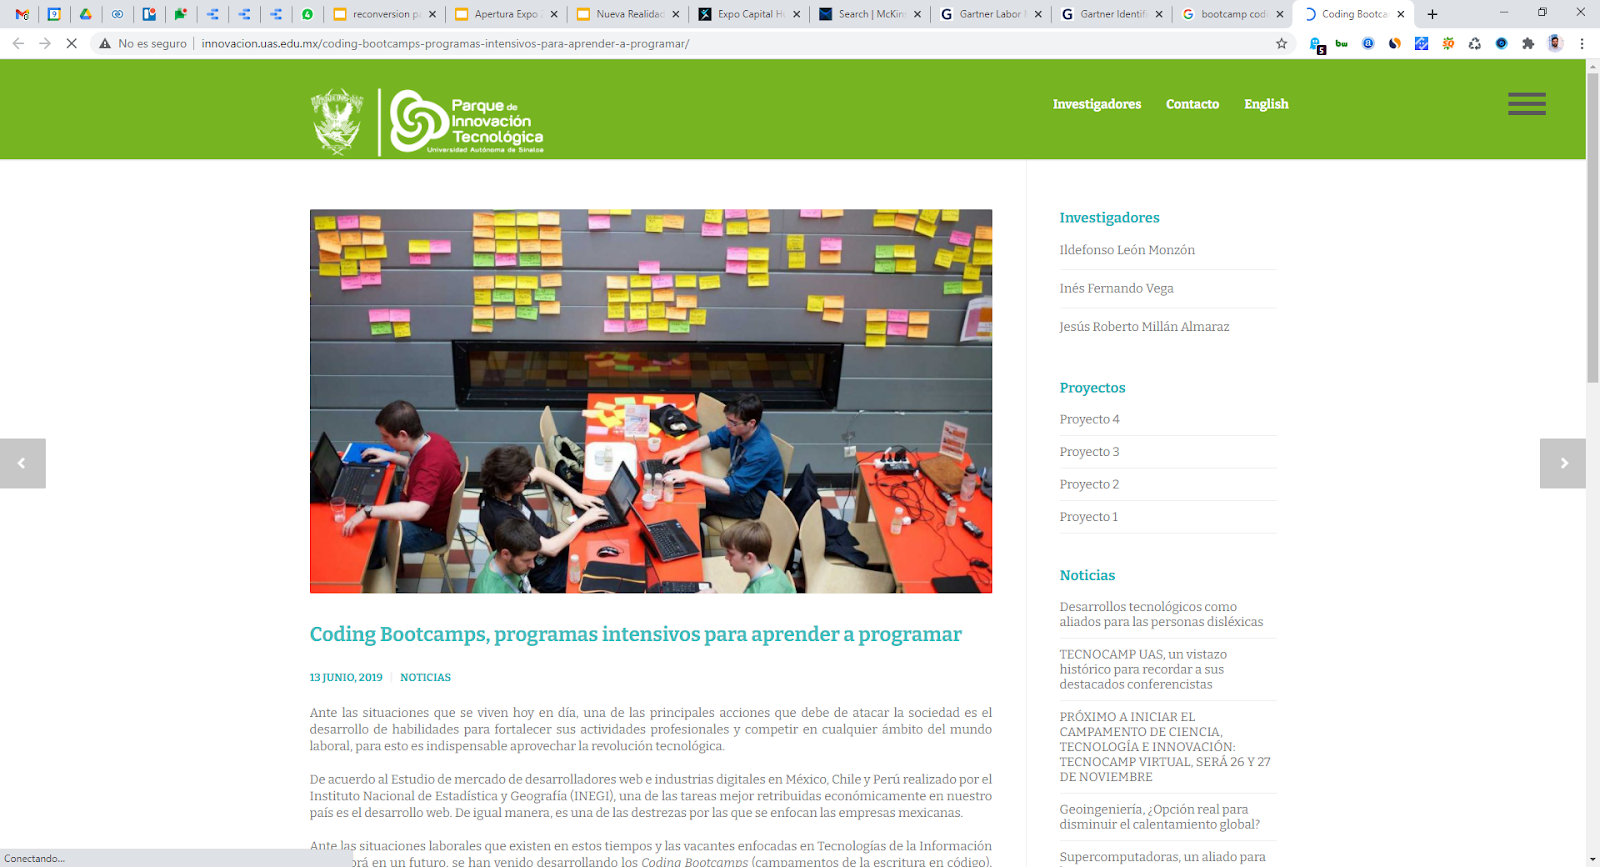 reconversion pa
Apertura Expo 2
Nueva Realidad
Expo Capital Hu
Search | McKin
Gartner Labor M
Gartner Identifi
bootcamp codi
Coding Bootca
No es seguro
innovacion.uas.edu.mx/coding-bootcamps-programas-intensivos-para-aprender-a-programar/
Parque de
Innovación
Tecnológica
Universidad Autónoma de Sinaloa
Investigadores
Contacto
English
Coding Bootcamps, programas intensivos para aprender a programar
13 JUNIO, 2019
NOTICIAS
Ante las situaciones que se viven hoy en día, una de las principales acciones que debe de atacar la sociedad es el
desarrollo de habilidades para fortalecer sus actividades profesionales y competir en cualquier ámbito del mundo
laboral, para esto es indispensable aprovechar la revolución tecnológica.
De acuerdo al Estudio de mercado de desarrolladores web e industrias digitales en México, Chile y Perú realizado por el
Instituto Nacional de Estadística y Geografía (INEGI), una de las tareas mejor retribuidas económicamente en nuestro
país es el desarrollo web. De igual manera, es una de las destrezas por las que se enfocan las empresas mexicanas.
Ante las situaciones laborales que existen en estos tiempos y las vacantes enfocadas en Tecnologías de la Información
orá en un futuro, se han venido desarrollando los Coding Bootcamps (campamentos de la escritura en código),
Investigadores
Ildefonso León Monzón
Inés Fernando Vega
Jesús Roberto Millán Almaraz
Proyectos
Proyecto 4
Proyecto 3
Proyecto 2
Proyecto 1
Noticias
Desarrollos tecnológicos como
aliados para las personas disléxicas
TECNOCAMP UAS, un vistazo
histórico para recordar a sus
destacados conferencistas
PRÓXIMO A INICIAR EL
CAMPAMENTO DE CIENCIA,
TECNOLOGÍA E INNOVACIÓN:
TECNOCAMP VIRTUAL, SERÁ 26 Y 27
DE NOVIEMBRE
Geoingeniería, ¿Opción real para
disminuir el calentamiento global?
Supercomputadoras, un aliado para
Conectando...